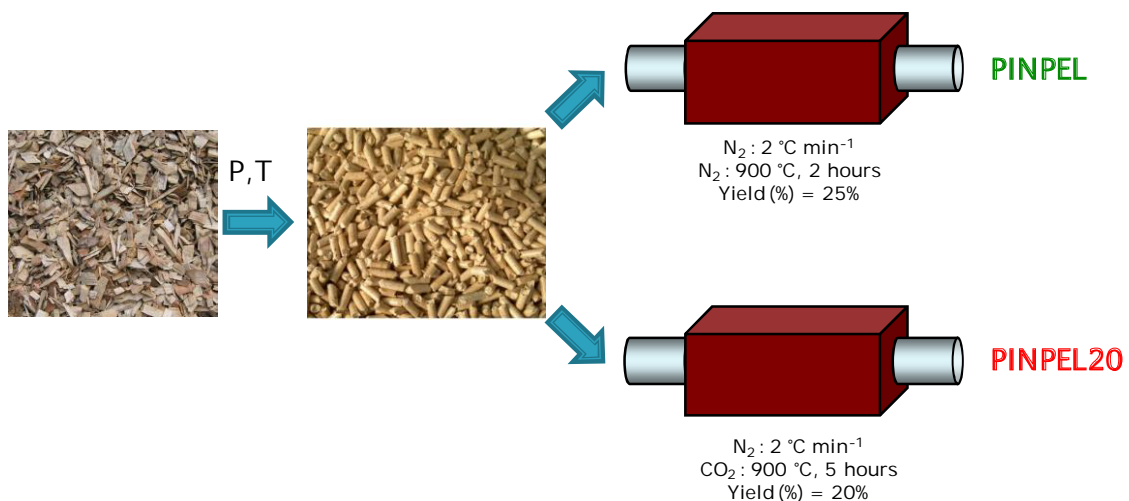 P,T
PINPEL
N₂ : 2 °C min⁻¹
N₂ : 900 °C, 2 hours
Yield (%) = 25%
PINPEL20
N₂ : 2 °C min⁻¹
CO₂ : 900 °C, 5 hours
Yield (%) = 20%